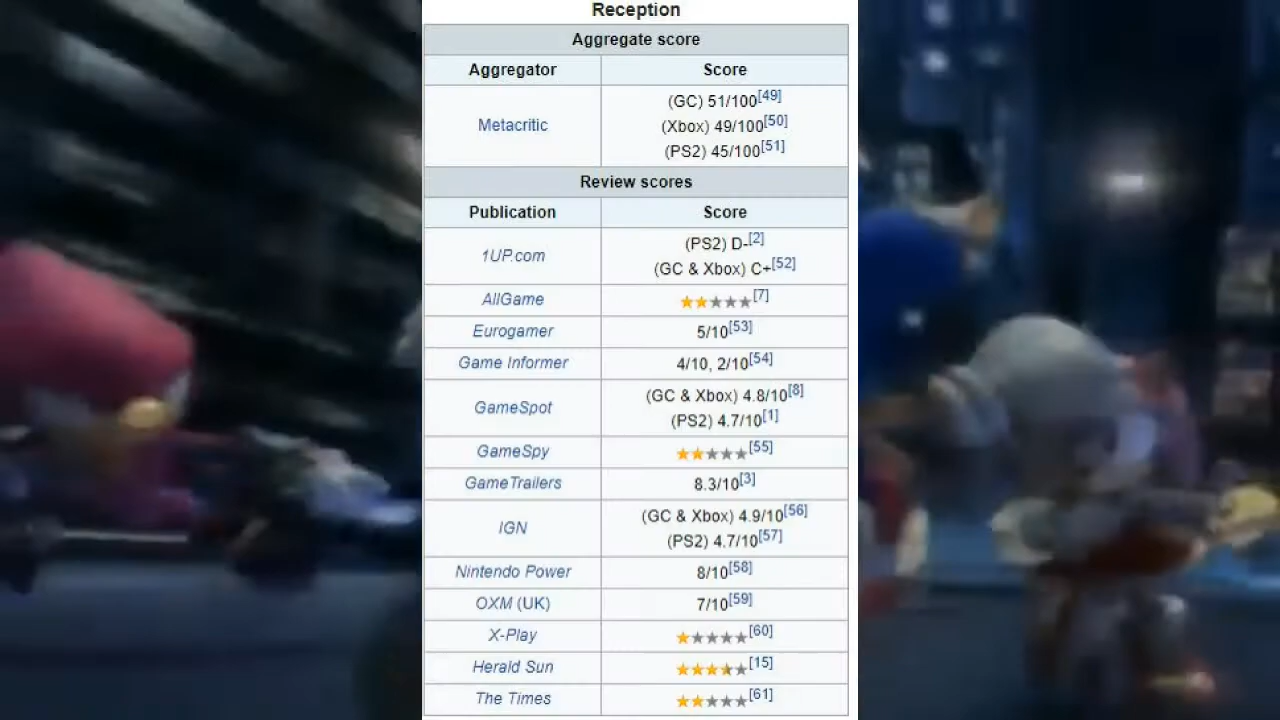 Reception
Aggregate score
Aggregator Score
Metacritic
(GC) 51/100[49]
(Xbox) 49/100[50]
(PS2) 45/100[51]
Review scores
Publication Score
1UP.com
(PS2) D-[2]
(GC & Xbox) C+[52]
AllGame [7]
Eurogamer 5/10[53]
Game Informer 4/10, 2/10[54]
GameSpot
(GC & Xbox) 4.8/10[8]
(PS2) 4.7/10[1]
GameSpy [55]
GameTrailers 8.3/10[3]
IGN
(GC & Xbox) 4.9/10[56]
(PS2) 4.7/10[57]
Nintendo Power 8/10[58]
OXM (UK) 7/10[59]
X-Play [60]
Herald Sun [15]
The Times [61]